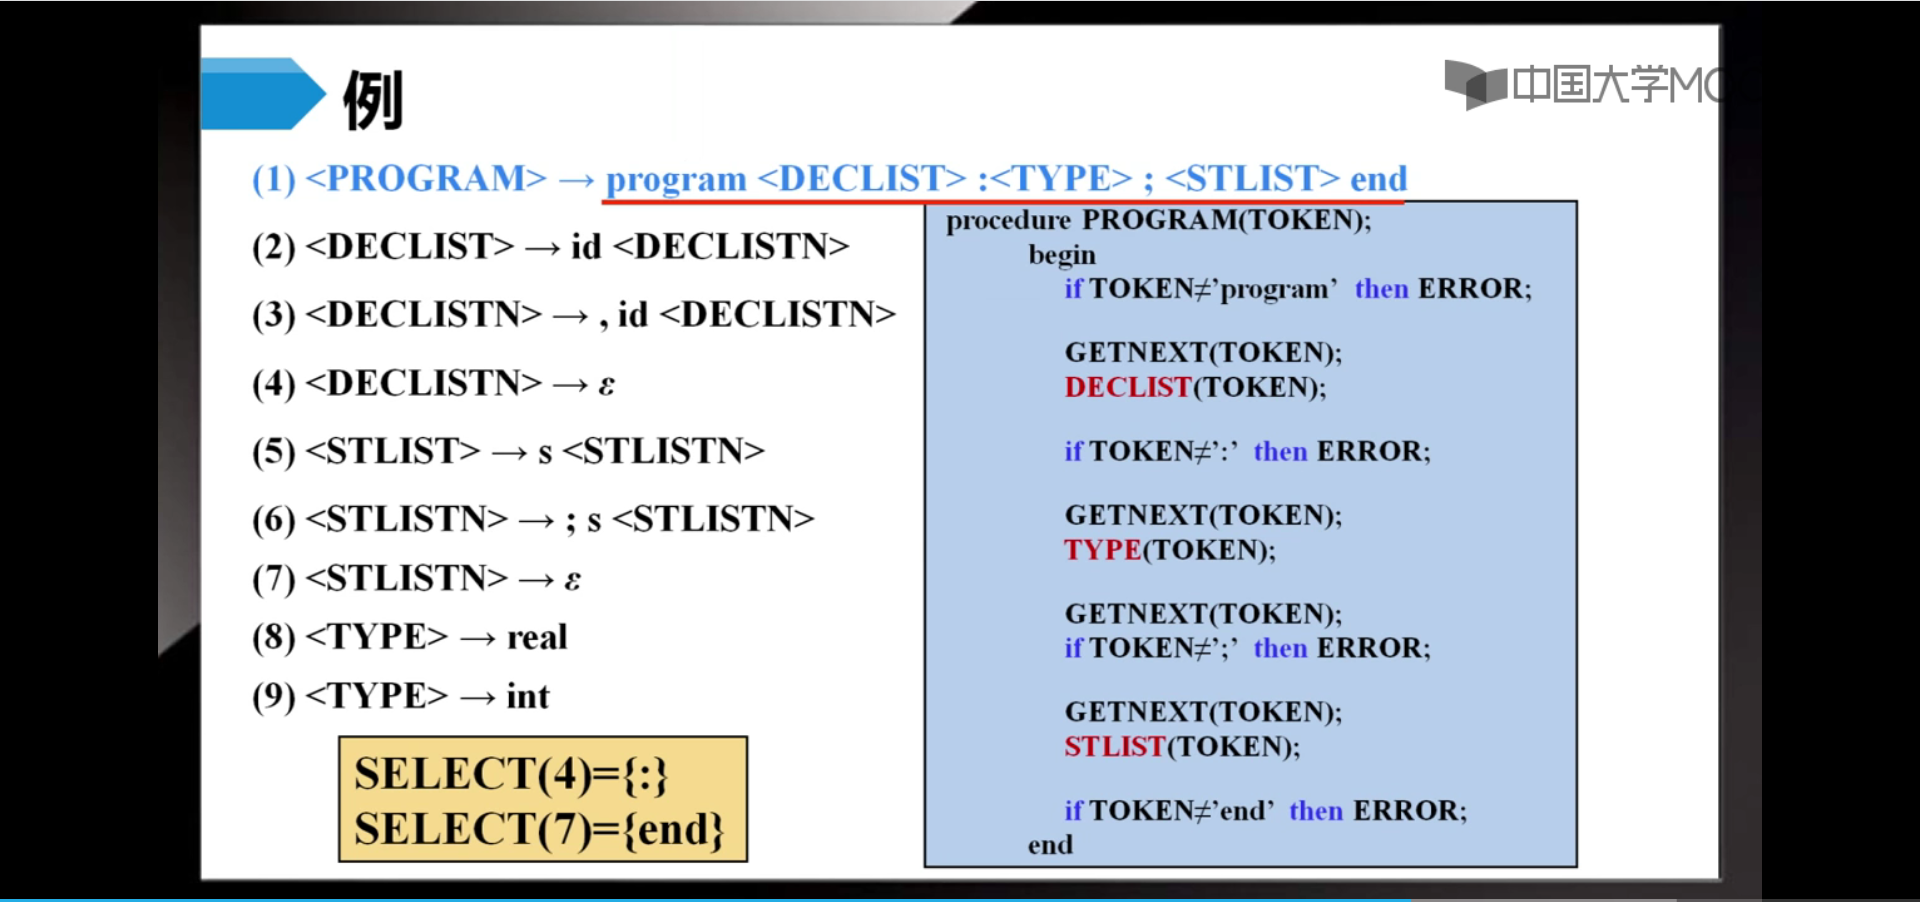 例
中国大学MO
(1) <PROGRAM> → program <DECLIST> :<TYPE> ; <STLIST> end
(2) <DECLIST> → id <DECLISTN>
(3) <DECLISTN> → , id <DECLISTN>
(4) <DECLISTN> → ε
(5) <STLIST> → s <STLISTN>
(6) <STLISTN> → ; s <STLISTN>
(7) <STLISTN> → ε
(8) <TYPE> → real
(9) <TYPE> → int
SELECT(4)={:}
SELECT(7)={end}
procedure PROGRAM(TOKEN);
begin
if TOKEN≠’program’ then ERROR;
GETNEXT(TOKEN);
DECLIST(TOKEN);
if TOKEN≠’:’ then ERROR;
GETNEXT(TOKEN);
TYPE(TOKEN);
GETNEXT(TOKEN);
if TOKEN≠’;’ then ERROR;
GETNEXT(TOKEN);
STLIST(TOKEN);
if TOKEN≠’end’ then ERROR;
end